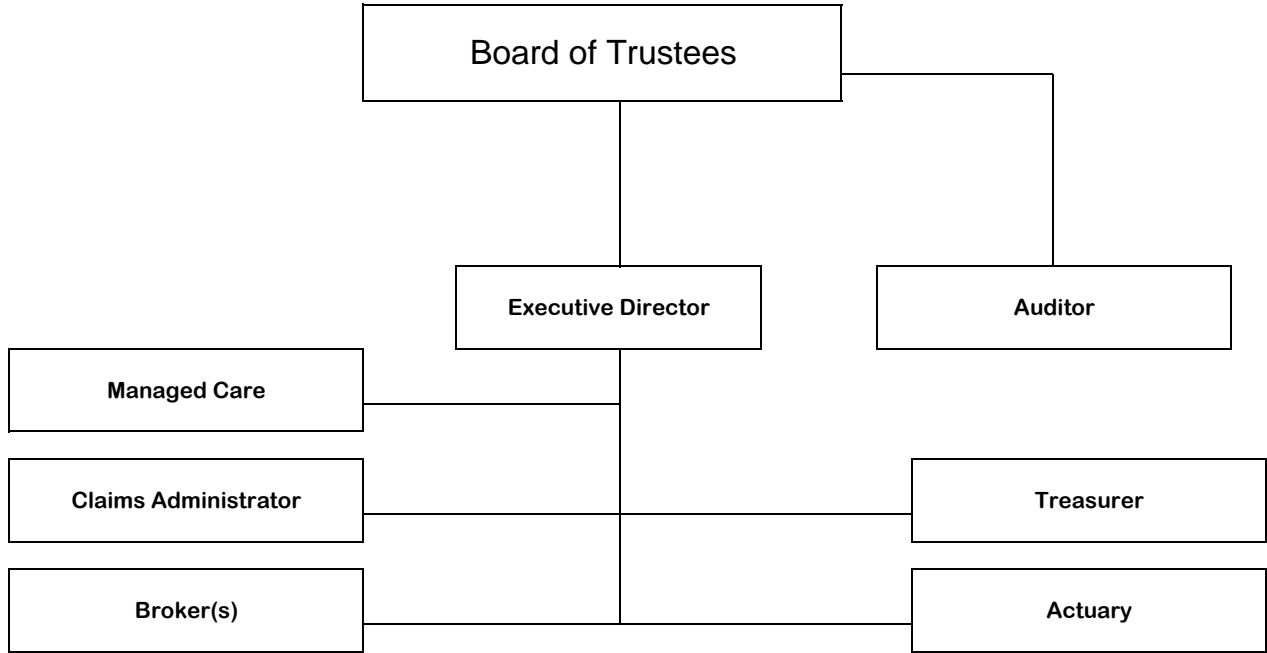 Board of Trustees
Executive Director
Auditor
Managed Care
Claims Administrator
Treasurer
Broker(s)
Actuary